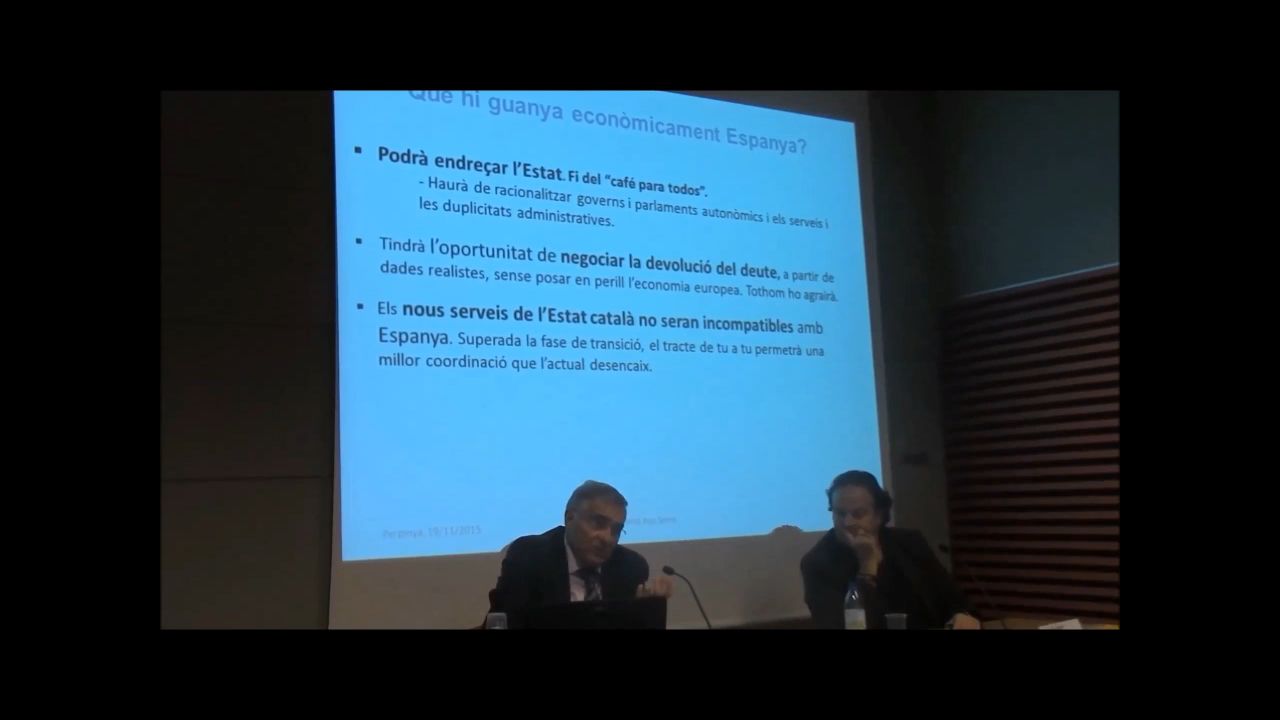 Què hi guanya econòmicament Espanya?
▪ Podrà endreçar l'Estat. Fi del “café para todos”.
- Haurà de racionalitzar governs i parlaments autonòmics i els serveis i
les duplicitats administratives.
▪ Tindrà l'oportunitat de negociar la devolució del deute, a partir de
dades realistes, sense posar en perill l'economia europea. Tothom ho agrairà.
▪ Els nous serveis de l'Estat català no seran incompatibles amb
Espanya. Superada la fase de transició, el tracte de tu a tu permetrà una
millor coordinació que l'actual desencaix.
Perpinyà, 19/11/2015